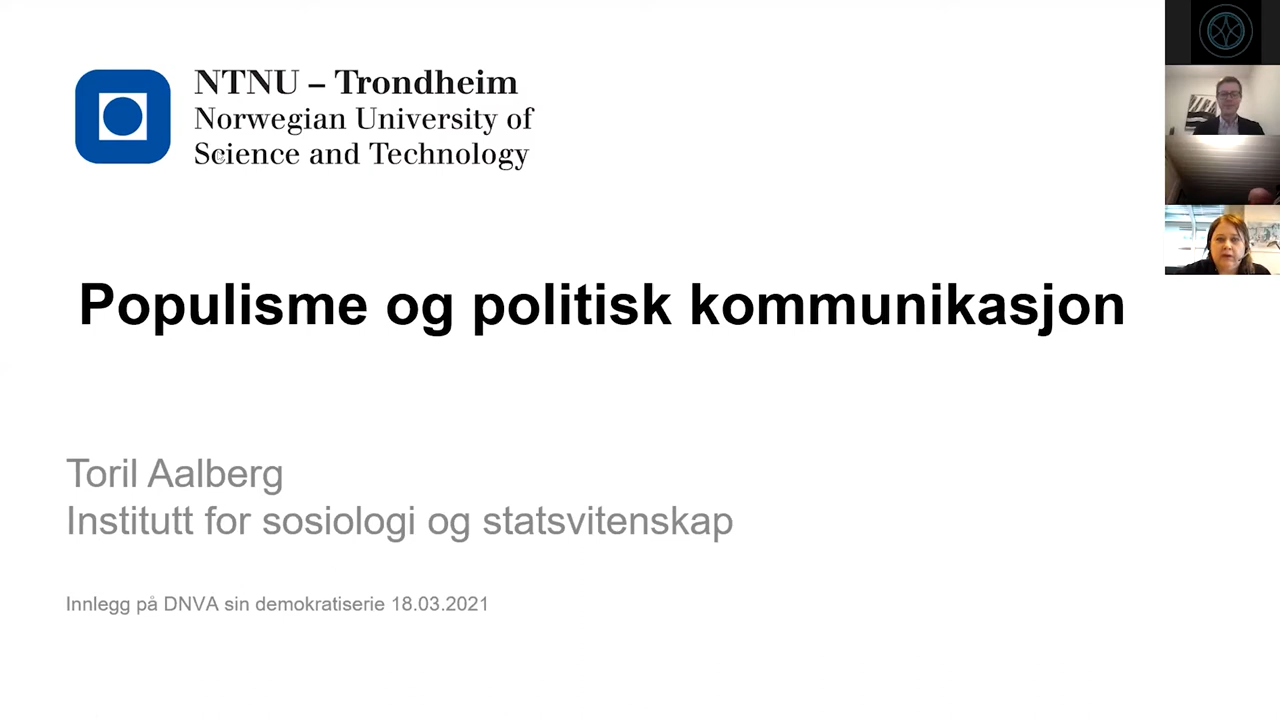 NTNU – Trondheim
Norwegian University of
Science and Technology
Populisme og politisk kommunikasjon
Toril Aalberg
Institutt for sosiologi og statsvitenskap
Innlegg på DNVA sin demokratiserie 18.03.2021